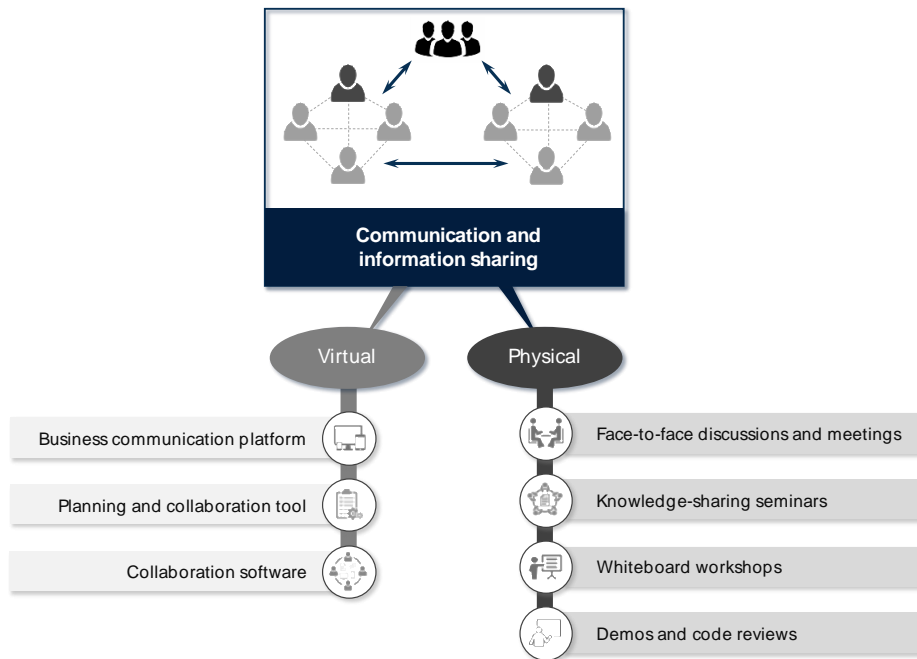 Communication and
information sharing
Virtual
Physical
Business communication platform
Planning and collaboration tool
Collaboration software
Face-to-face discussions and meetings
Knowledge-sharing seminars
Whiteboard workshops
Demos and code reviews